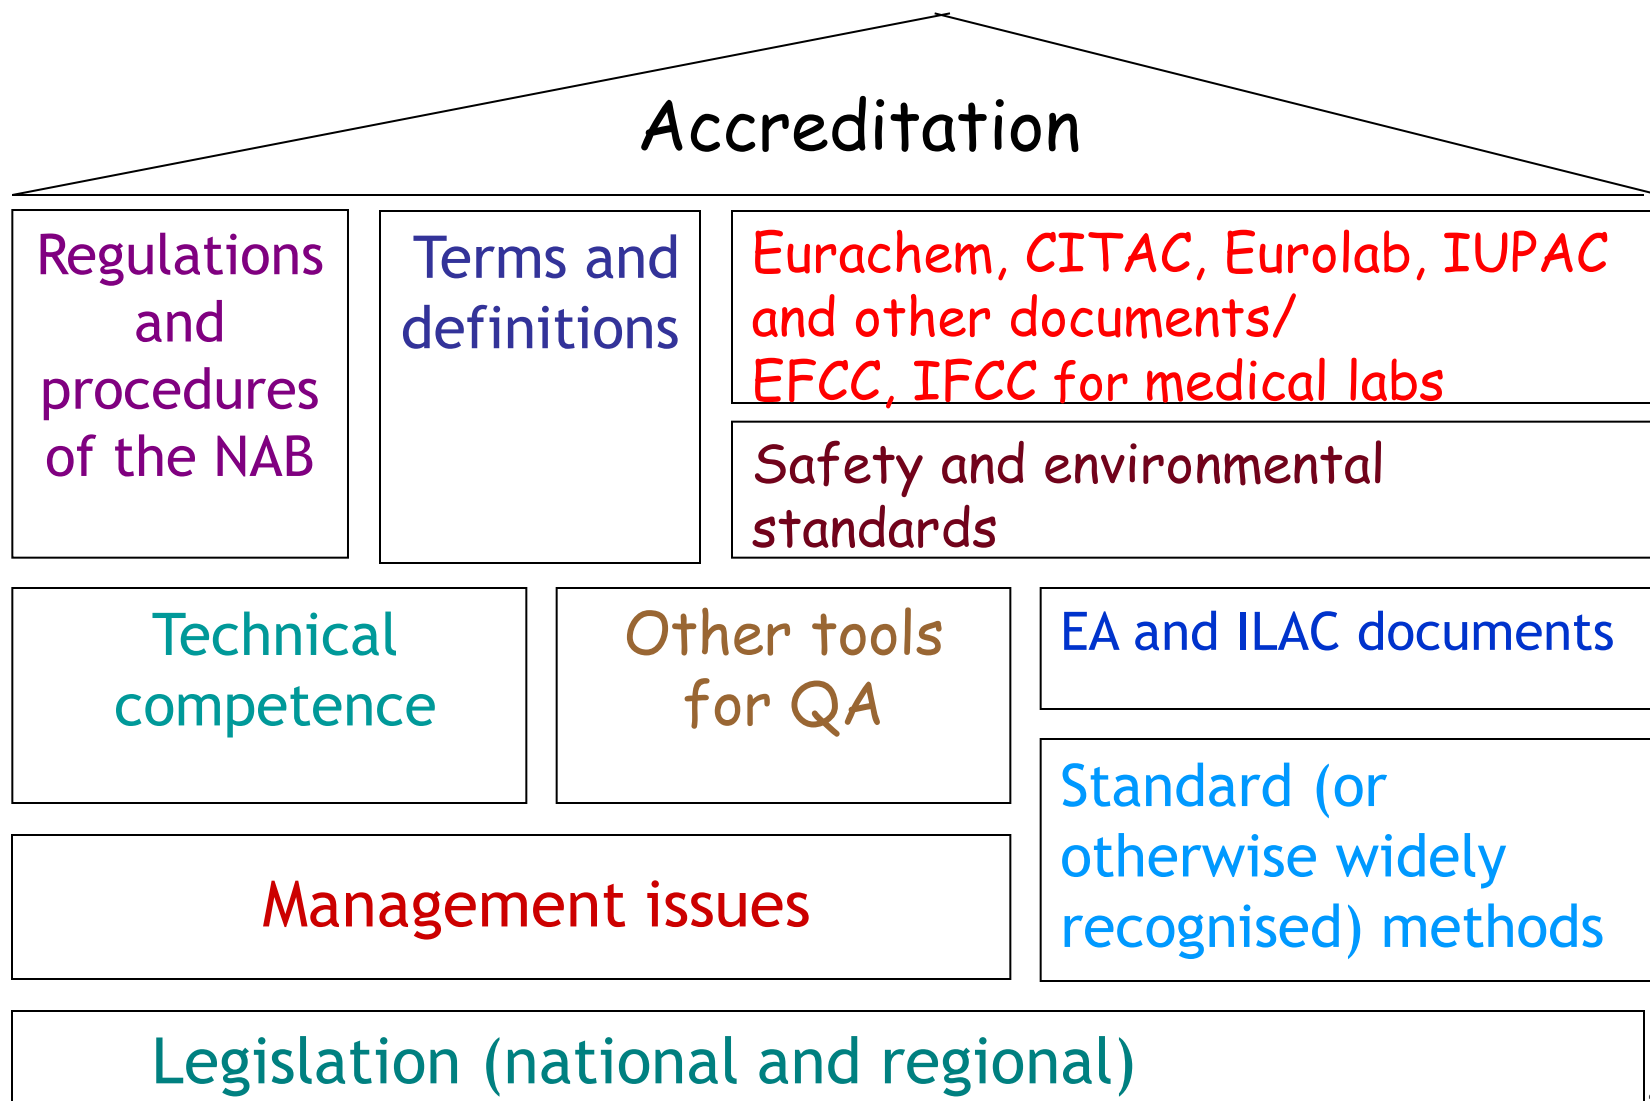 Accreditation
Regulations
and
procedures
of the NAB
Terms and
definitions
Eurachem, CITAC, Eurolab, IUPAC
and other documents/
EFCC, IFCC for medical labs
Safety and environmental
standards
Technical
competence
Other tools
for QA
EA and ILAC documents
Standard (or
otherwise widely
recognised) methods
Management issues
Legislation (national and regional)